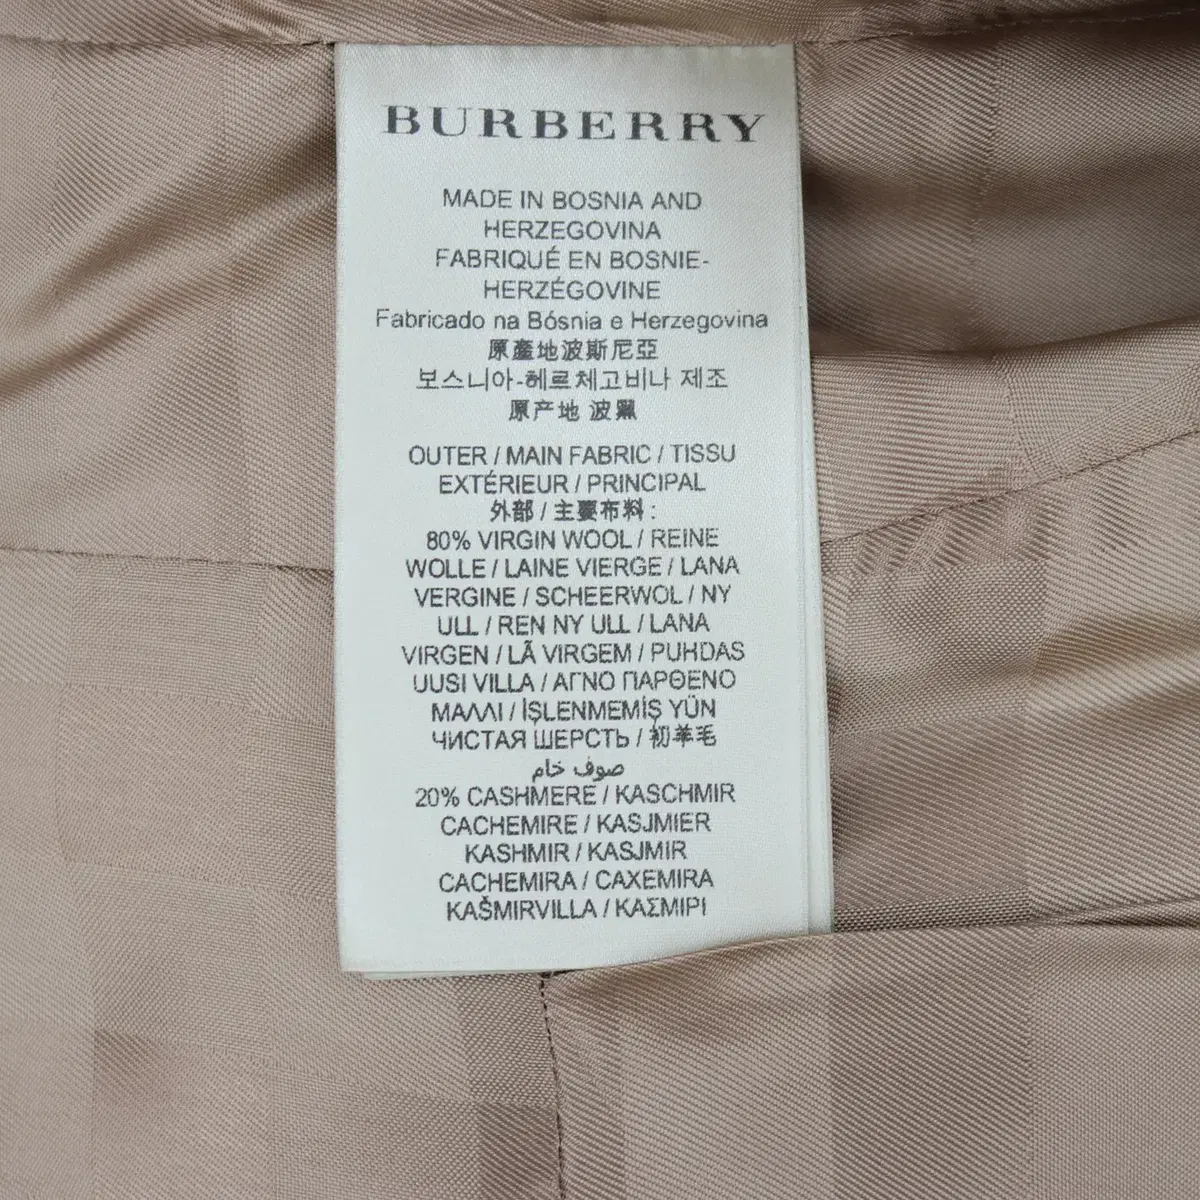 BURBERRY
MADE IN BOSNIA AND
HERZEGOVINA
FABRIQUÉ EN BOSNIE-
HERZÉGOVINE
Fabricado na Bósnia e Herzegovina
原產地波斯尼亞
보스니아-헤르체고비나 제조
原产地 波黑
OUTER / MAIN FABRIC / TISSU
EXTÉRIEUR / PRINCIPAL
外部 / 主要布料 :
80% VIRGIN WOOL / REINE
WOLLE / LAINE VIERGE / LANA
VERGINE / SCHEERWOL / NY
ULL / REN NY ULL / LANA
VIRGEN / LÃ VIRGEM / PUHDAS
UUSI VILLA / ΑΓΝΟ ΠΑΡΘΕΝΟ
ΜΑΛΛΙ / İŞLENMEMİŞ YÜN
ЧИСТАЯ ШЕРСТЬ / 初羊毛
صوف خام
20% CASHMERE / KASCHMIR
CACHEMIRE / KASJMIER
KASHMIR / KASJMIR
CACHEMIRA / CAXEMIRA
KAŠMIRVILLA / ΚΑΣΜΙΡΙ